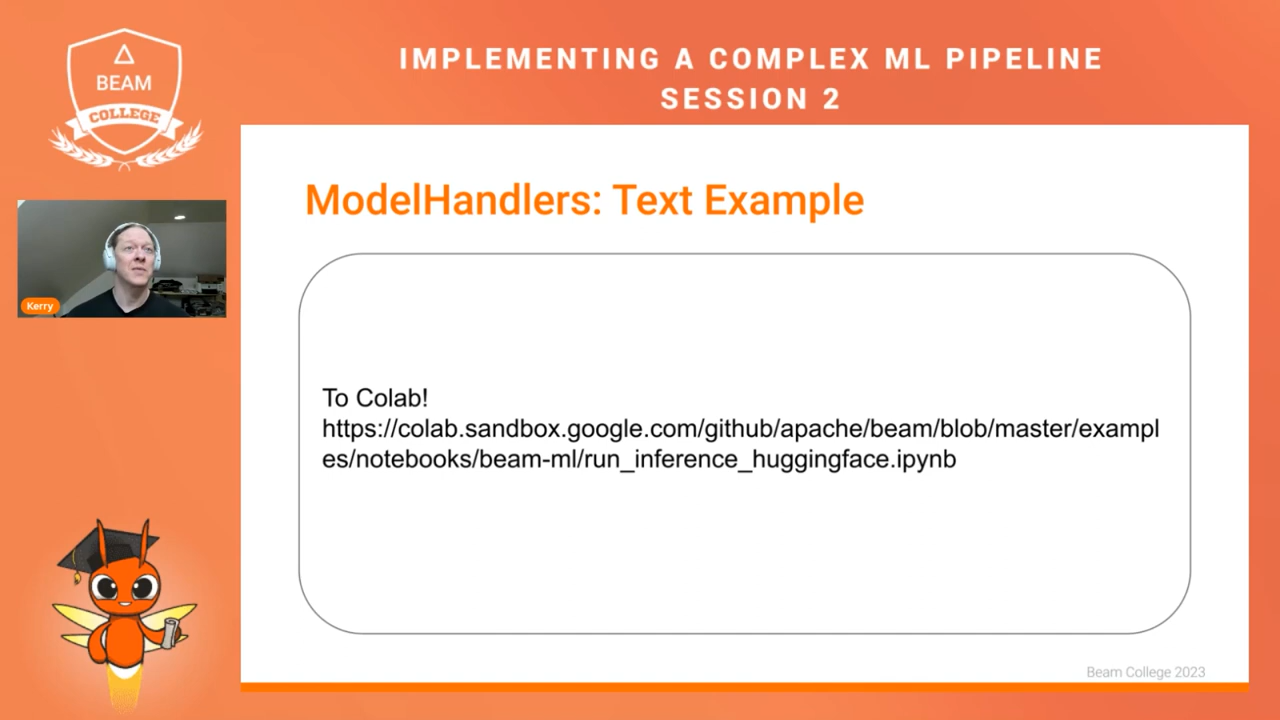 BEAM
COLLEGE
IMPLEMENTING A COMPLEX ML PIPELINE
SESSION 2
Kerry
ModelHandlers: Text Example
To Colab!
https://colab.sandbox.google.com/github/apache/beam/blob/master/exampl
es/notebooks/beam-ml/run_inference_huggingface.ipynb
Beam College 2023